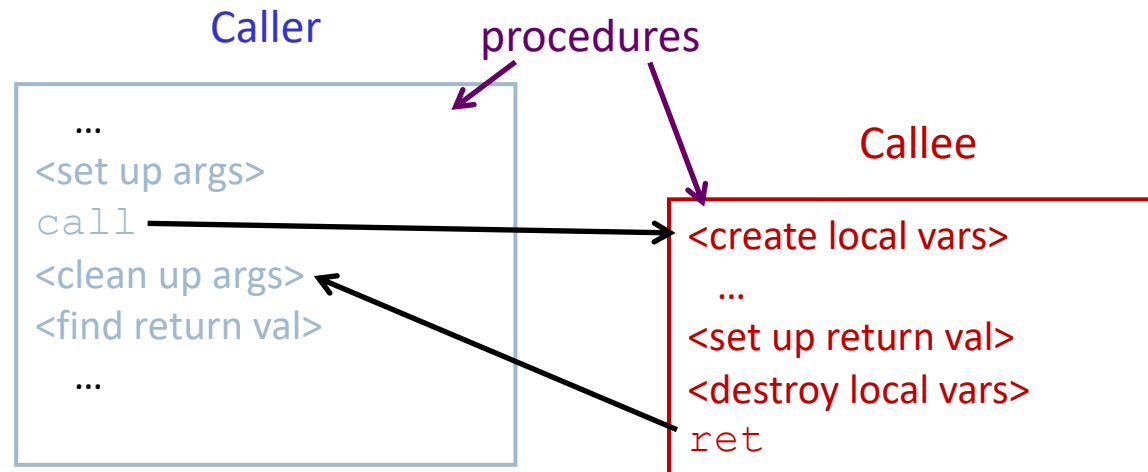 Caller
procedures
...
<set up args>
call
<clean up args>
<find return val>
...
Callee
<create local vars>
...
<set up return val>
<destroy local vars>
ret